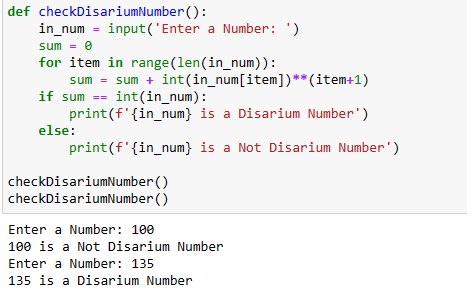 def checkDisariumNumber():
    in_num = input('Enter a Number: ')
    sum = 0
    for item in range(len(in_num)):
        sum = sum + int(in_num[item])**(item+1)
    if sum == int(in_num):
        print(f'{in_num} is a Disarium Number')
    else:
        print(f'{in_num} is a Not Disarium Number')

checkDisariumNumber()
checkDisariumNumber()
Enter a Number: 100
100 is a Not Disarium Number
Enter a Number: 135
135 is a Disarium Number